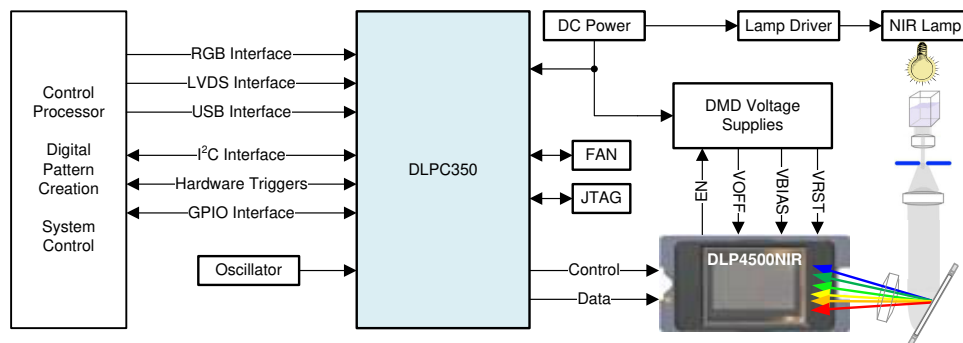 Control
Processor
Digital
Pattern
Creation
System
Control
RGB Interface
LVDS Interface
USB Interface
I²C Interface
Hardware Triggers
GPIO Interface
Oscillator
DLPC350
DC Power
Lamp Driver
NIR Lamp
DMD Voltage
Supplies
FAN
JTAG
EN
VOFF
VBIAS
VRST
Control
Data
DLP4500NIR